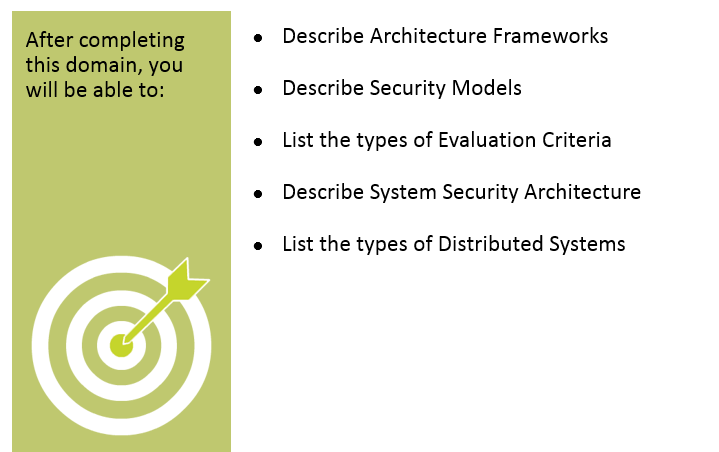 After completing
this domain, you
will be able to:
● Describe Architecture Frameworks
● Describe Security Models
● List the types of Evaluation Criteria
● Describe System Security Architecture
● List the types of Distributed Systems